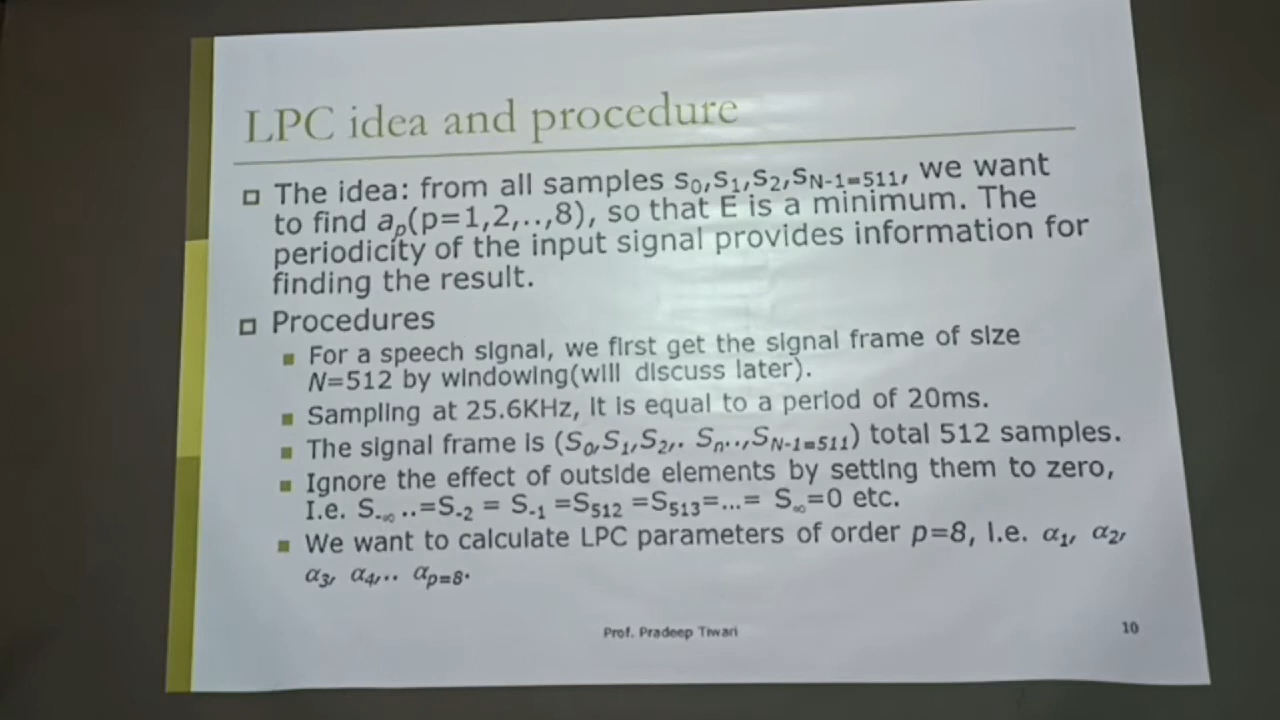 LPC idea and procedure
The idea: from all samples s0,s1,s2,sN-1=511, we want
to find ap(p=1,2,..,8), so that E is a minimum. The
periodicity of the input signal provides information for
finding the result.
Procedures
For a speech signal, we first get the signal frame of size
N=512 by windowing(will discuss later).
Sampling at 25.6KHz, it is equal to a period of 20ms.
The signal frame is (S0,S1,S2,. Sn..,SN-1=511) total 512 samples.
Ignore the effect of outside elements by setting them to zero,
I.e. S-∞..=S-2 = S-1 =S512 =S513=...= S∞=0 etc.
We want to calculate LPC parameters of order p=8, i.e. α1, α2,
α3, α4,.. αp=8.
Prof. Pradeep Tiwari
10